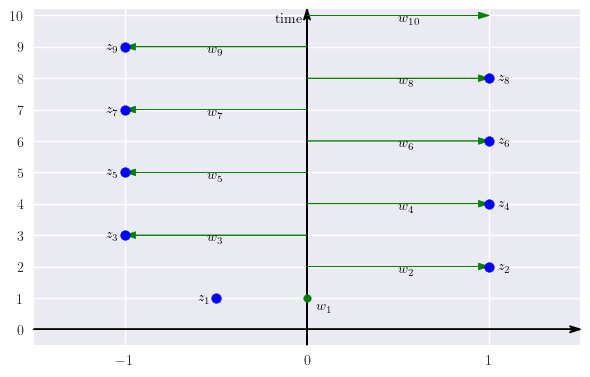 10 time w₁₀
9 z₉ w₉
8 w₈ z₈
7 z₇ w₇
6 w₆ z₆
5 z₅ w₅
4 w₄ z₄
3 z₃ w₃
2 w₂ z₂
1 z₁ w₁
0
−1 0 1